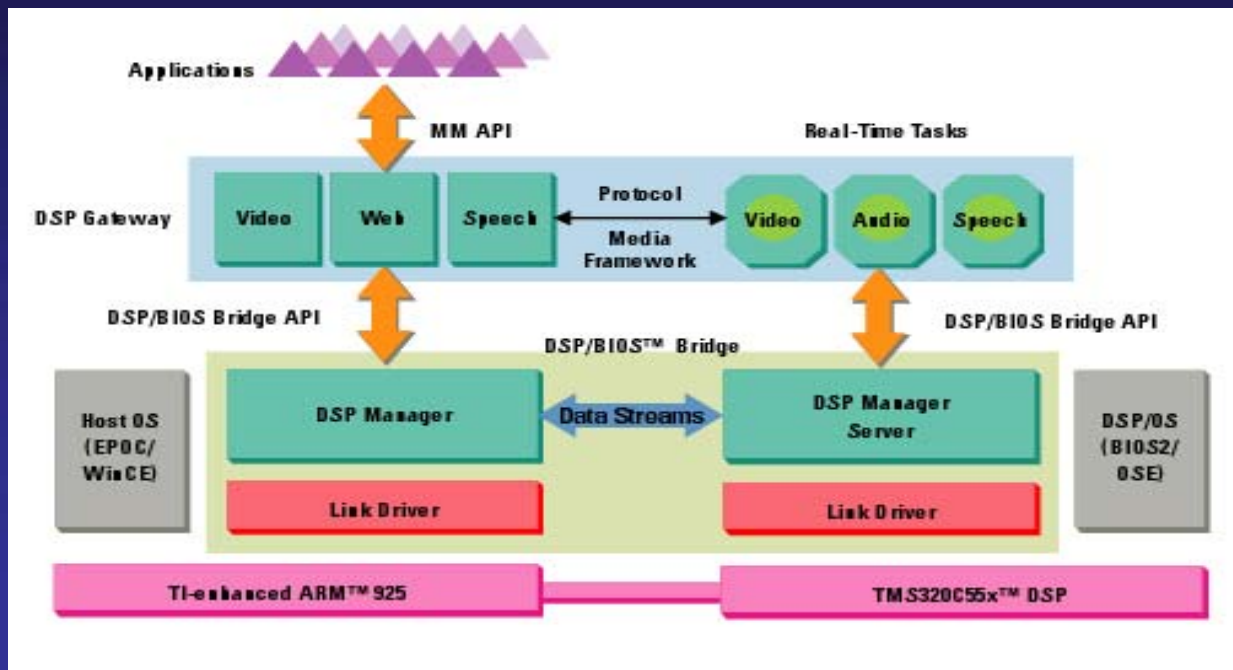 Applications
MM API
Real-Time Tasks
DSP Gateway
Video
Web
Speech
Protocol
Media
Framework
Video
Audio
Speech
DSP/BIOS Bridge API
DSP/BIOS Bridge API
DSP/BIOS™ Bridge
Host OS
(EPOC/
WinCE)
DSP Manager
Data Streams
DSP Manager
Server
DSP/OS
(BIOS2/
OSE)
Link Driver
Link Driver
TI-enhanced ARM™ 925
TMS320C55x™ DSP